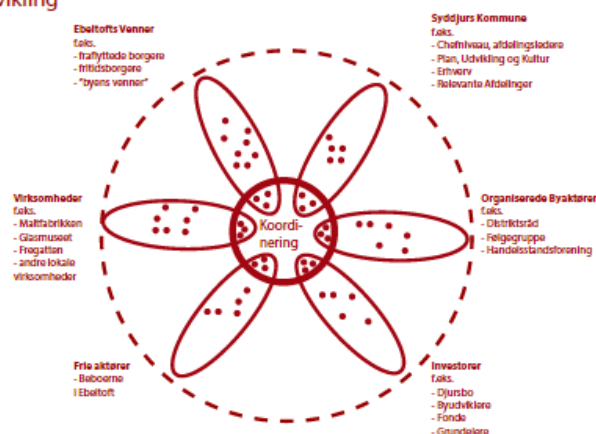 vikling
Ebeltofts Venner
f.eks.
- fraflyttede borgere
- fritidsborgere
- "byens venner"
Syddjurs Kommune
f.eks.
- Chefniveau, afdelingsledere
- Plan, Udvikling og Kultur
- Erhverv
- Relevante Afdelinger
Virksomheder
f.eks.
- Maltfabrikken
- Glasmuseet
- Fregatten
- andre lokale
virksomheder
Koordi-
nering
Organiserede Byaktører
f.eks.
- Distriktsråd
- Følgegruppe
- Handelsstandsforening
Frie aktører
- Beboerne
i Ebeltoft
Investorer
f.eks.
- Djursbo
- Byudviklere
- Fonde
- Grundejere